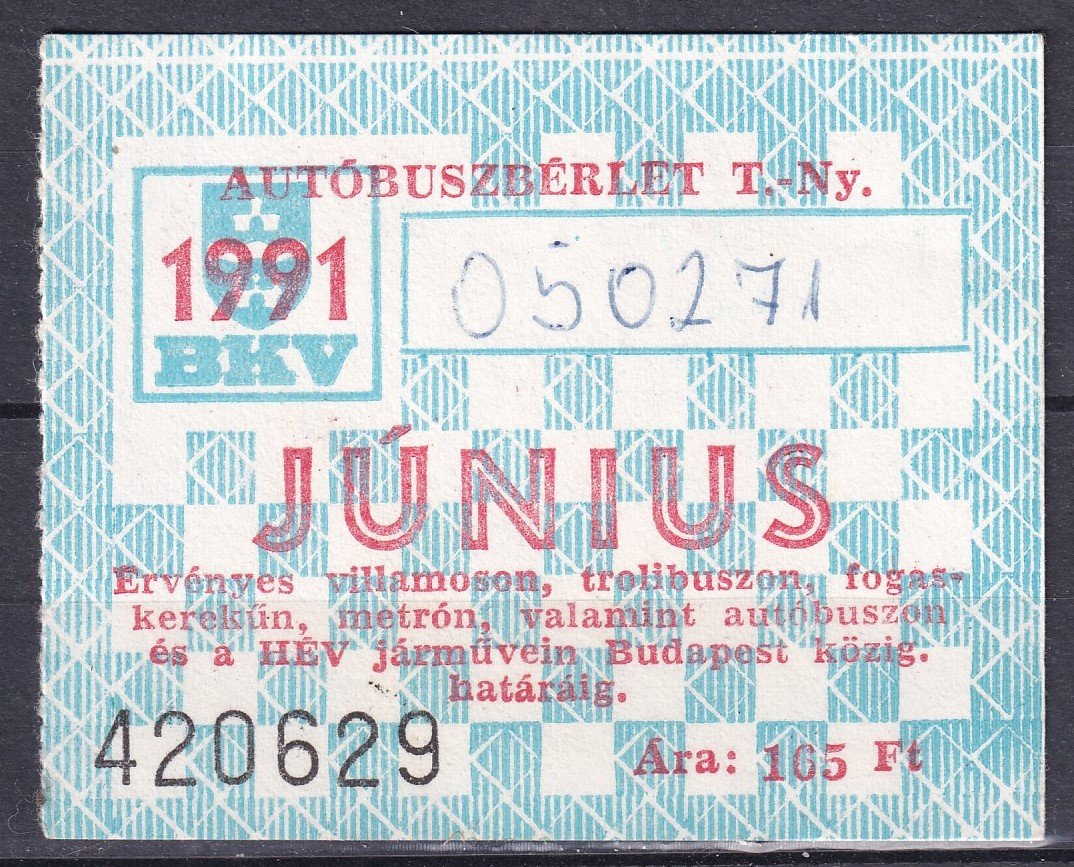 AUTÓBUSZBÉRLET T.-Ny.
1991
BKV
050271
JÚNIUS
Érvényes villamoson, trolibuszon, fogas-
kerekűn, metrón, valamint autóbuszon
és a HÉV járművein Budapest közig.
határáig.
420629
Ára: 165 Ft